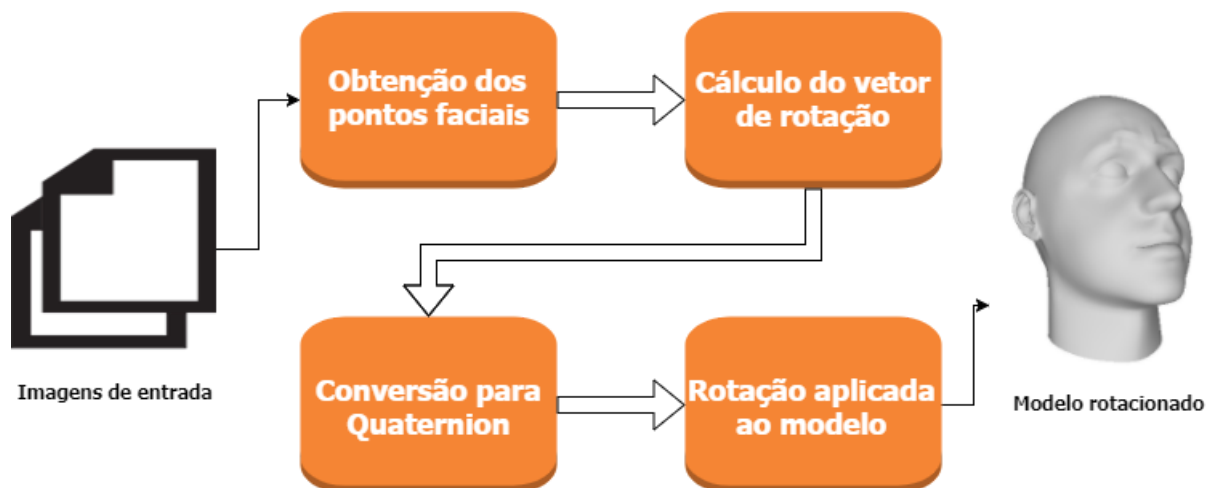 Obtenção dos
pontos faciais
Cálculo do vetor
de rotação
Imagens de entrada
Conversão para
Quaternion
Rotação aplicada
ao modelo
Modelo rotacionado